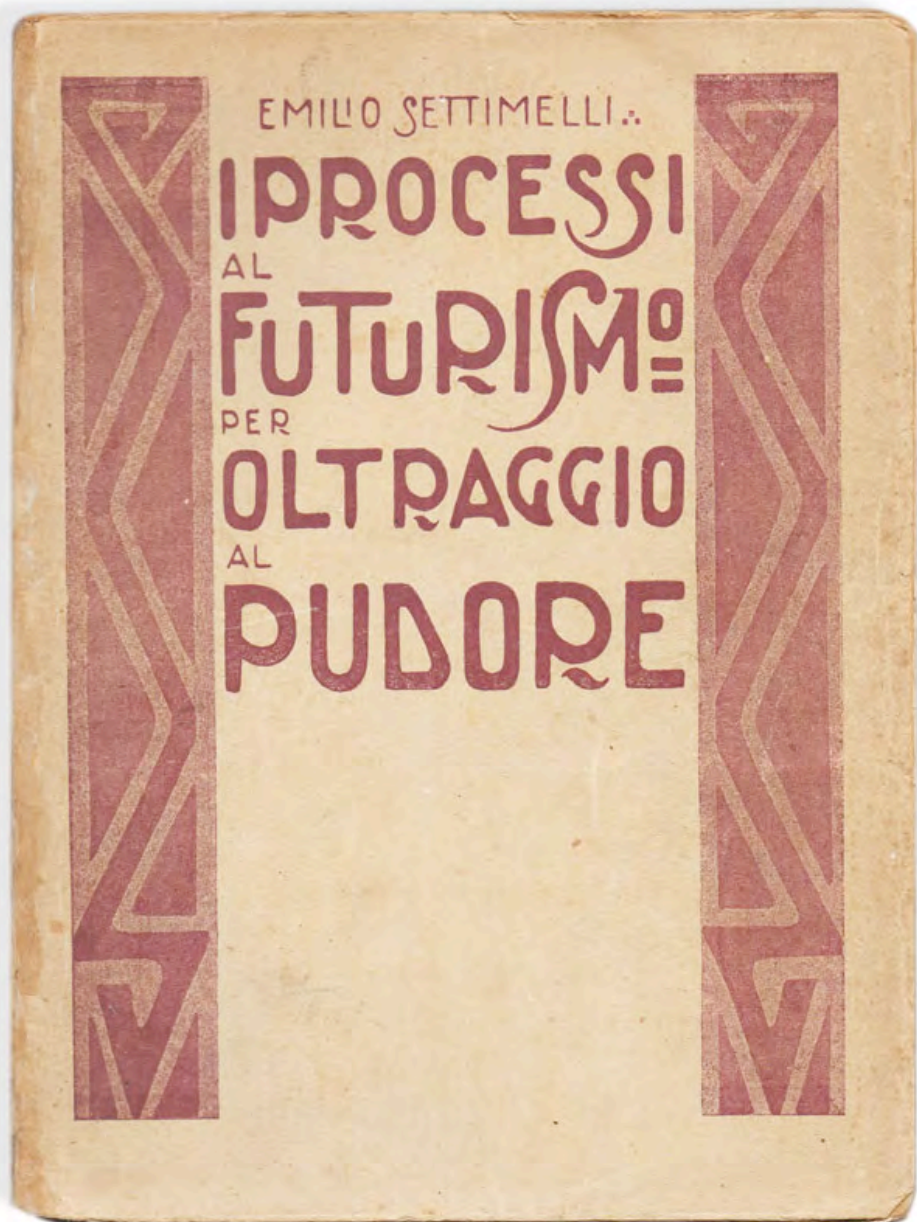 EMILIO SETTIMELLI
I PROCESSI
AL
FUTURISMO
PER
OLTRAGGIO
AL
PUDORE